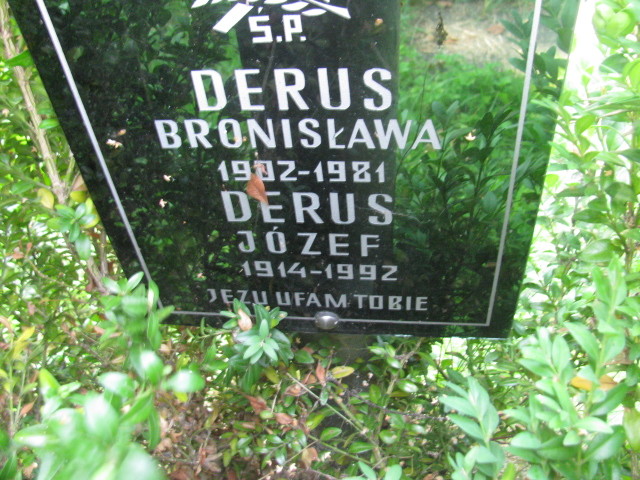 Ś.P.
DERUS
BRONISŁAWA
1902-1981
DERUS
JÓZEF
1914-1992
JEZU UFAM TOBIE